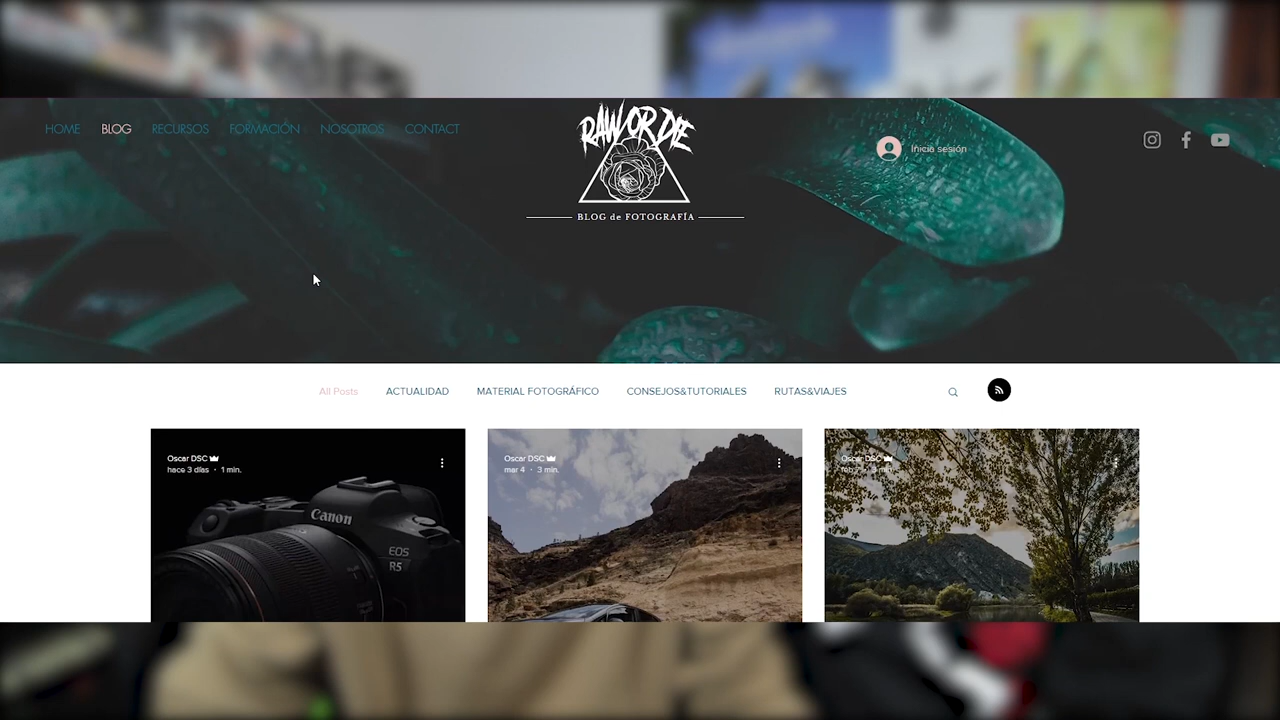 HOME BLOG RECURSOS FORMACIÓN NOSOTROS CONTACT
RAW OR DIE
BLOG de FOTOGRAFÍA
Inicia sesión
All Posts ACTUALIDAD MATERIAL FOTOGRÁFICO CONSEJOS&TUTORIALES RUTAS&VIAJES
Oscar DSC
hace 3 días · 1 min.
Canon
EOS
R5
Oscar DSC
mar 4 · 3 min.
Oscar DSC
min.